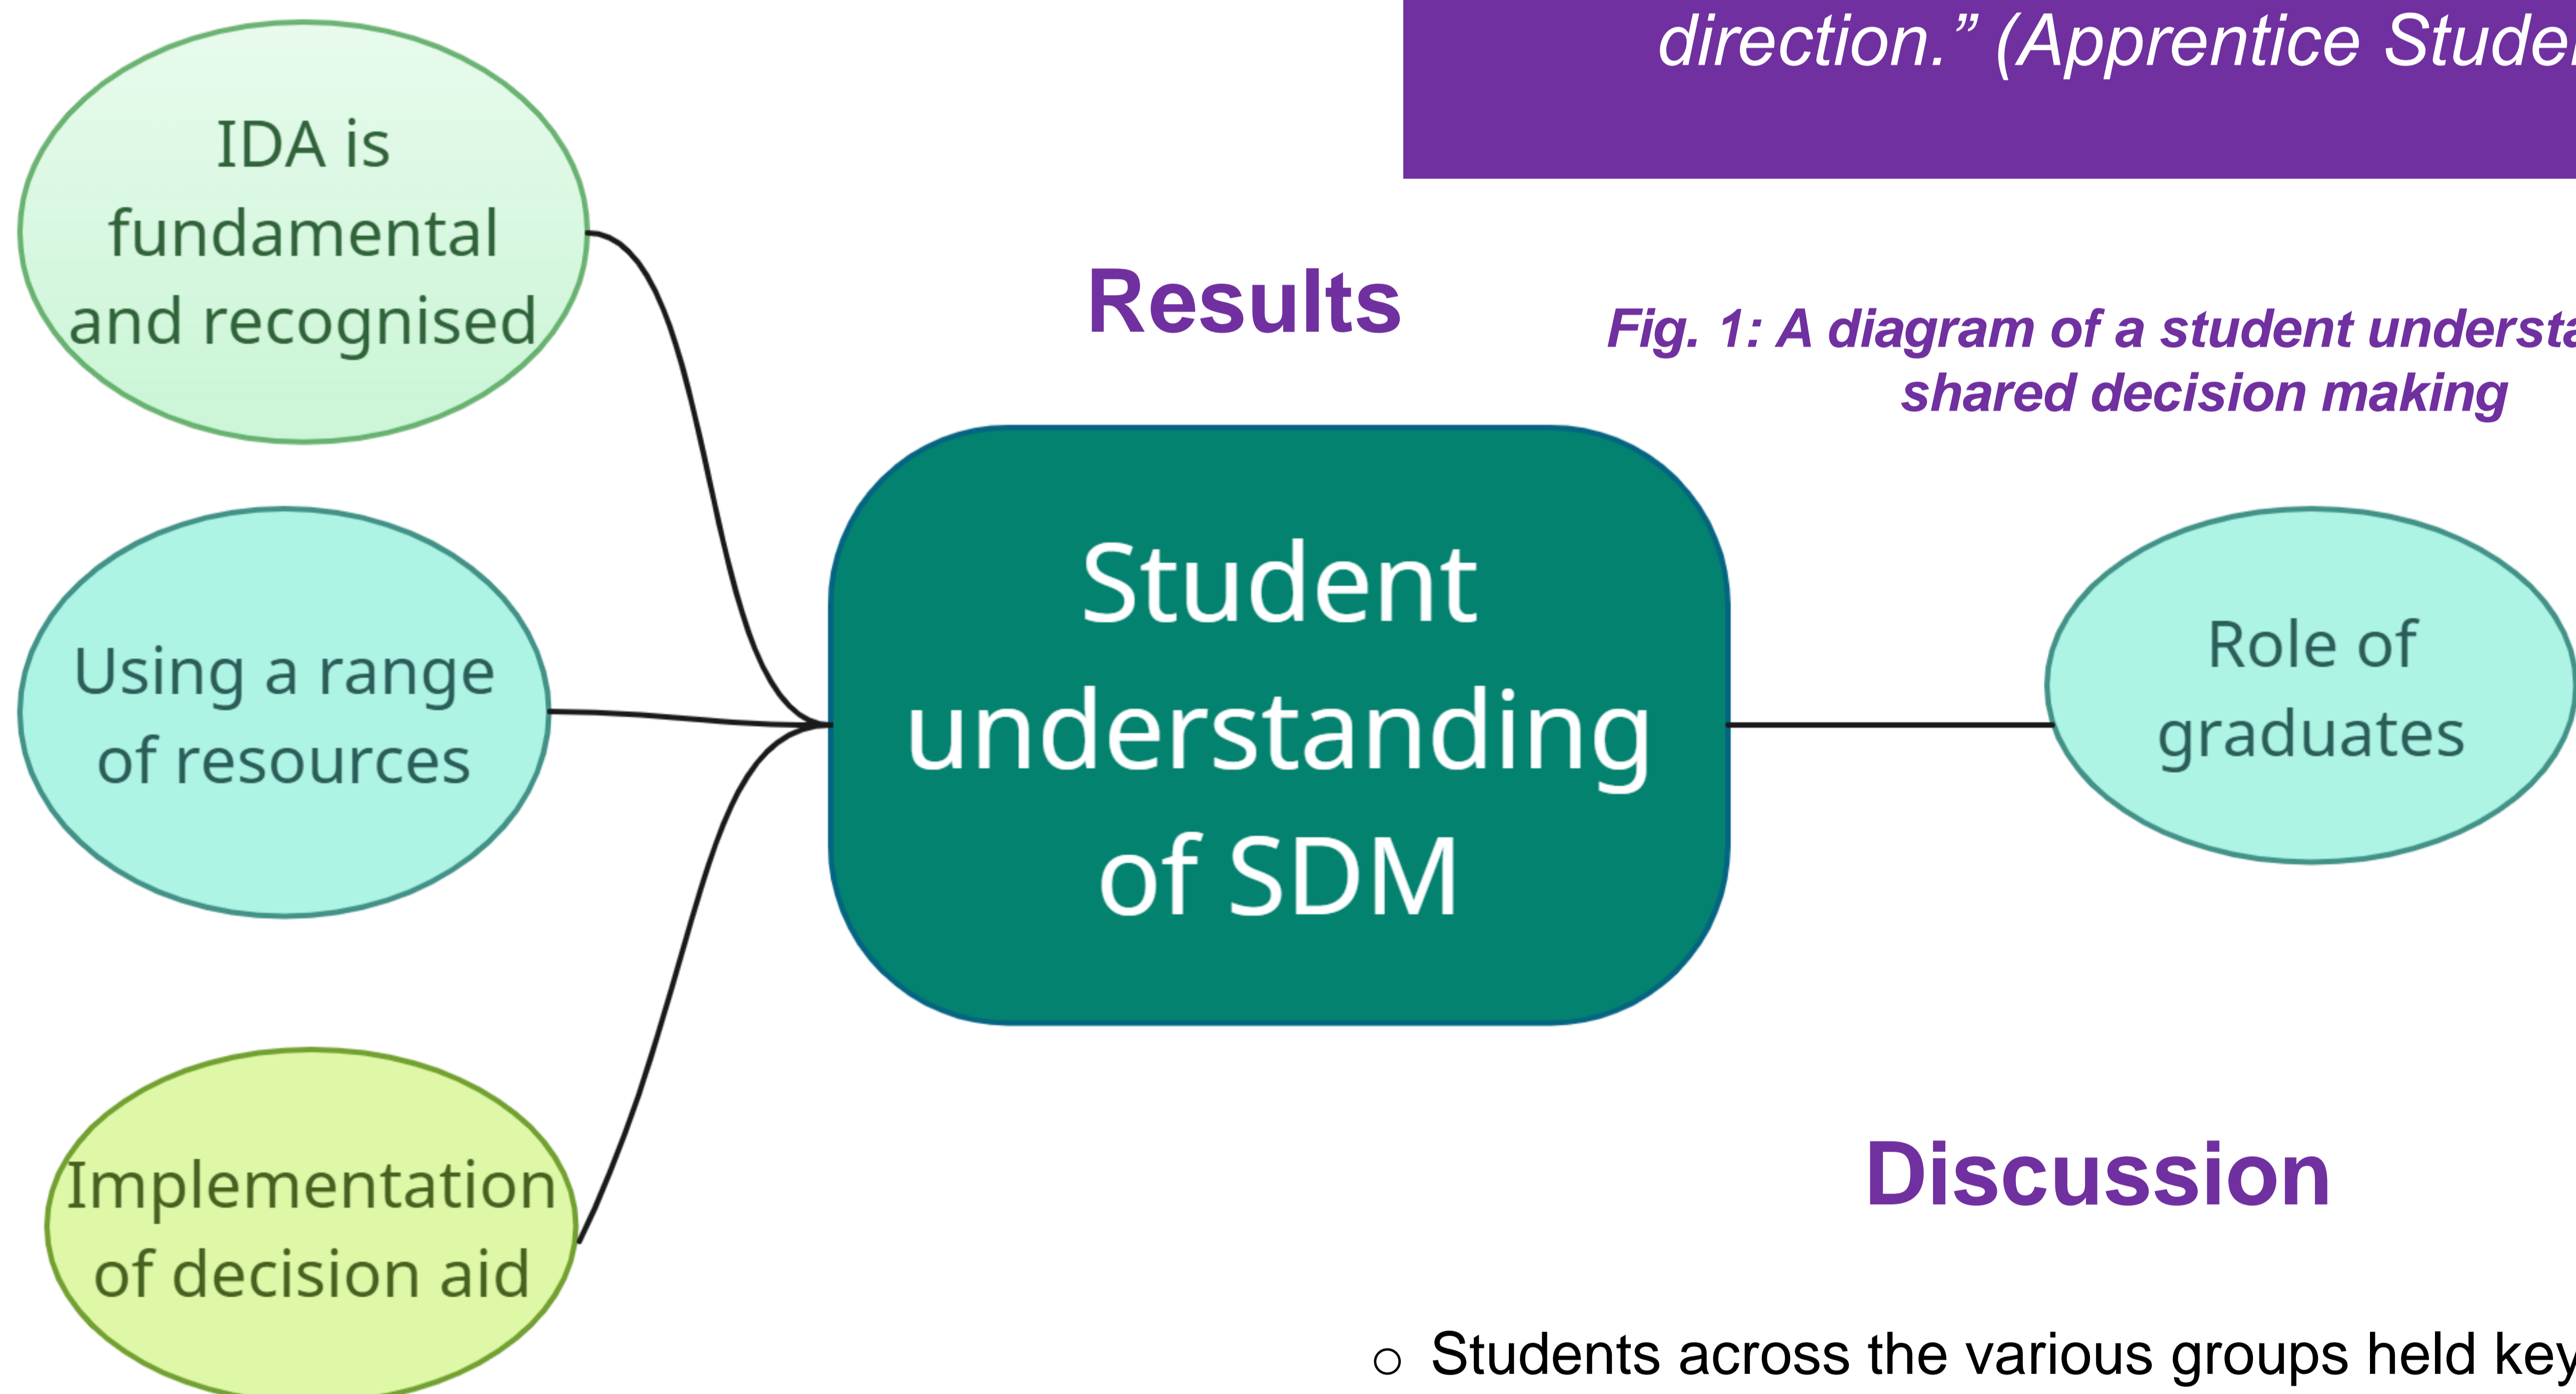 direction.” (Apprentice
IDA is
fundamental
and recognised
Results
Fig. 1: A diagram of a student
shared decision making
Using a range
of resources
Student
understanding
of SDM
Role of
graduates
Implementation
of decision aid
Discussion
○ Students across the various groups held key